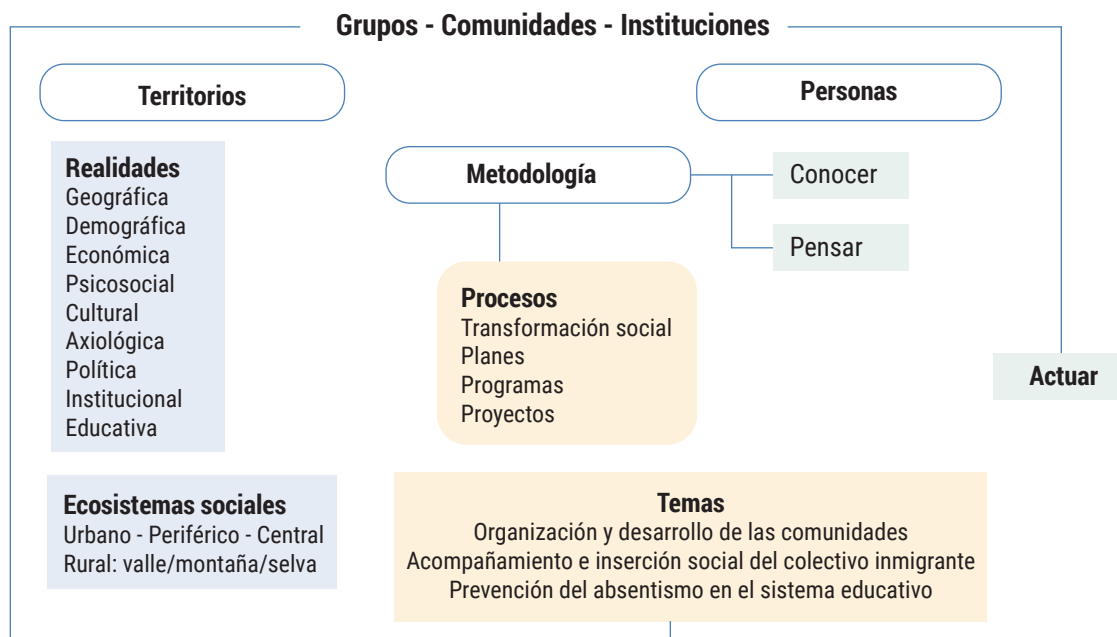 Grupos - Comunidades - Instituciones
Territorios
Personas
Realidades
Geográfica
Demográfica
Económica
Psicosocial
Cultural
Axiológica
Política
Institucional
Educativa
Metodología
Conocer
Pensar
Procesos
Transformación social
Planes
Programas
Proyectos
Actuar
Ecosistemas sociales
Urbano - Periférico - Central
Rural: valle/montaña/selva
Temas
Organización y desarrollo de las comunidades
Acompañamiento e inserción social del colectivo inmigrante
Prevención del absentismo en el sistema educativo